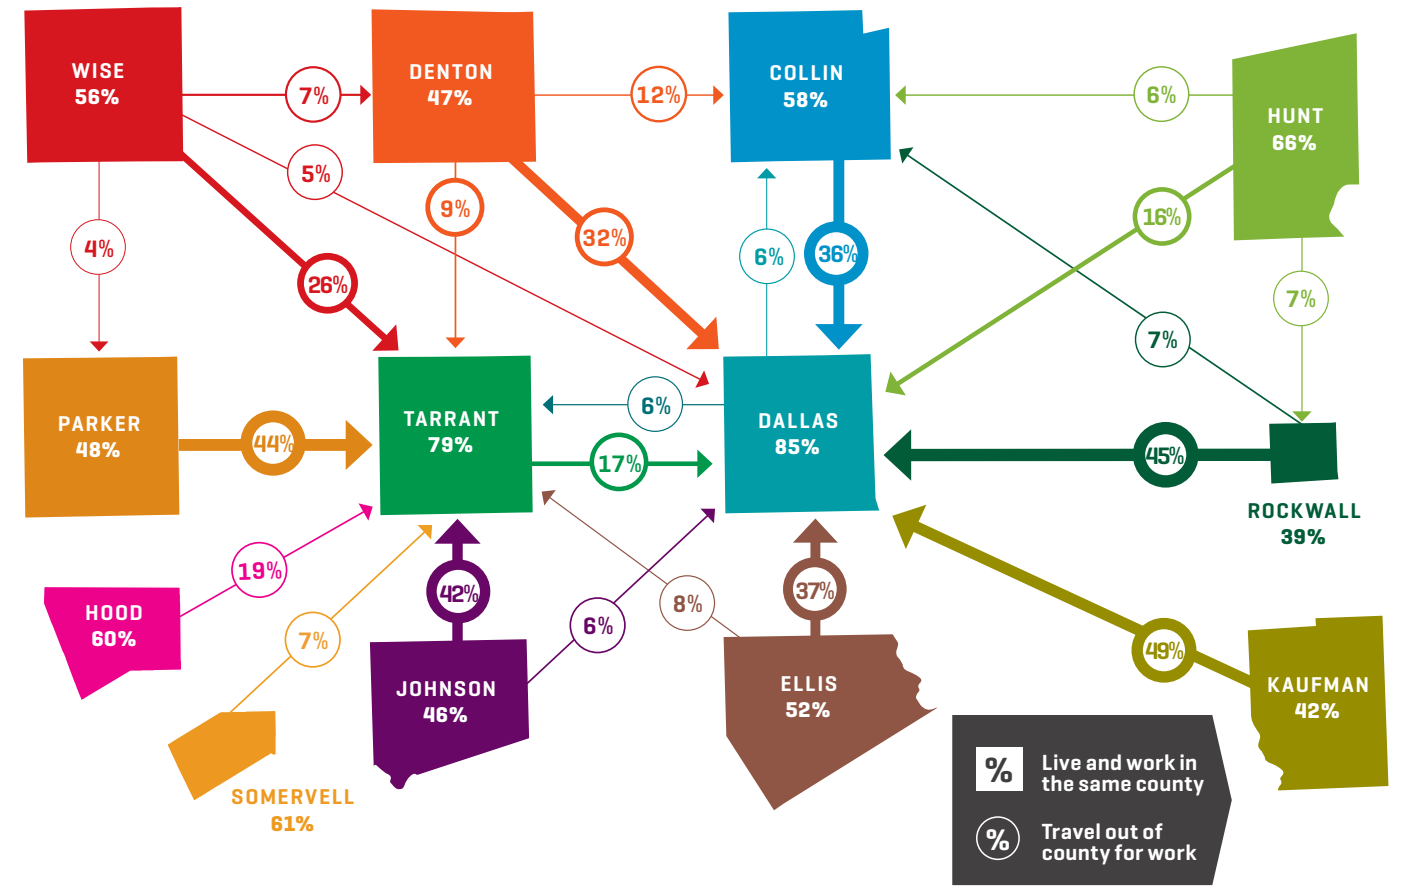 WISE
56%
7%
DENTON
47%
12%
COLLIN
58%
6%
HUNT
66%
5%
9%
16%
4%
26%
32%
6%
36%
7%
7%
PARKER
48%
44%
TARRANT
79%
6%
17%
DALLAS
85%
45%
ROCKWALL
39%
19%
HOOD
60%
7%
42%
6%
8%
37%
49%
JOHNSON
46%
ELLIS
52%
KAUFMAN
42%
SOMERVELL
61%
% Live and work in
the same county
% Travel out of
county for work